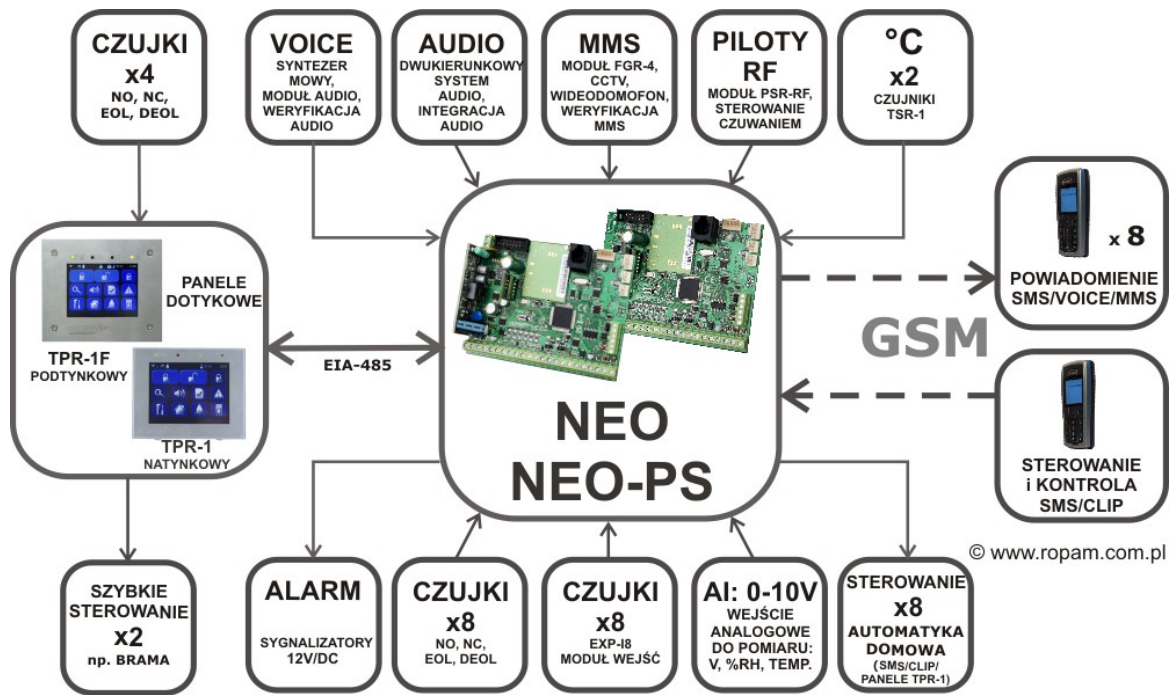 CZUJKI
x4
NO, NC,
EOL, DEOL
VOICE
SYNTEZER
MOWY,
MODUŁ AUDIO,
WERYFIKACJA
AUDIO
AUDIO
DWUKIERUNKOWY
SYSTEM
AUDIO,
INTEGRACJA
AUDIO
MMS
MODUŁ FGR-4,
CCTV,
WIDEODOMOFON,
WERYFIKACJA
MMS
PILOTY
RF
MODUŁ PSR-RF,
STEROWANIE
CZUWANIEM
°C
x2
CZUJNIKI
TSR-1
PANELE
DOTYKOWE
TPR-1F
PODTYNKOWY
TPR-1
NATYNKOWY
EIA-485
NEO
NEO-PS
GSM
x 8
POWIADOMIENIE
SMS/VOICE/MMS
STEROWANIE
i KONTROLA
SMS/CLIP
© www.ropam.com.pl
SZYBKIE
STEROWANIE
x2
np. BRAMA
ALARM
SYGNALIZATORY
12V/DC
CZUJKI
x8
NO, NC,
EOL, DEOL
CZUJKI
x8
EXP-I8
MODUŁ WEJŚĆ
AI: 0-10V
WEJŚCIE
ANALOGOWE
DO POMIARU:
V, %RH, TEMP.
STEROWANIE
x8
AUTOMATYKA
DOMOWA
(SMS/CLIP/
PANELE TPR-1)